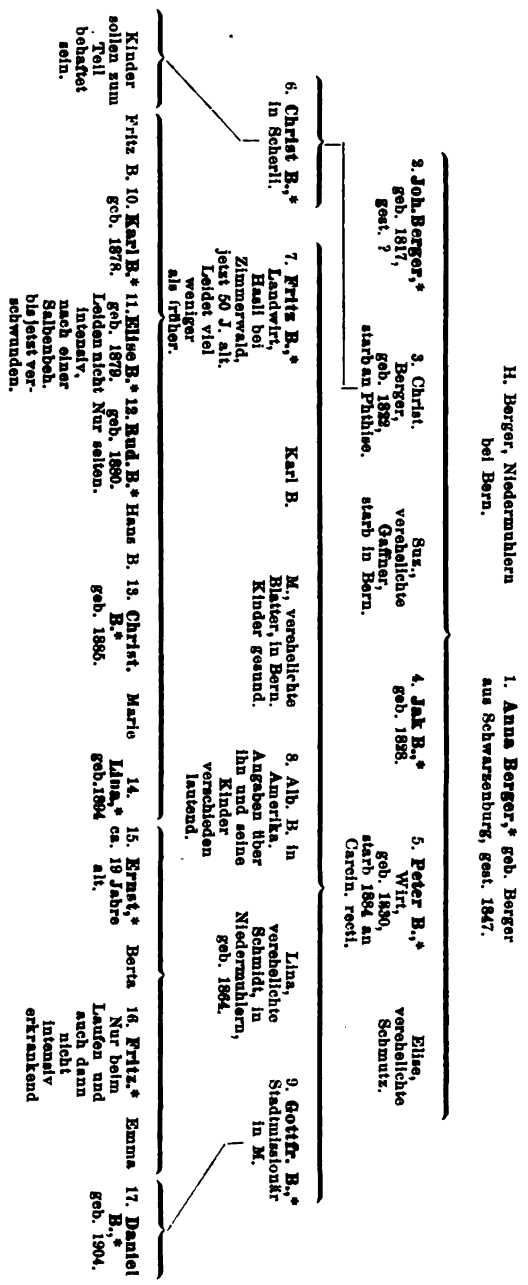 H. Berger, Niedermuhlern
bei Bern.
1. Anna Berger,* geb. Berger
aus Schwarzenburg, gest. 1847.
2. Joh. Berger,*
geb. 1817,
gest. ?
3. Christ.
Berger,
geb. 1822,
starb an Phthise.
Suz.,
verehelichte
Gaffner,
starb in Bern.
4. Jak B.,*
geb. 1828.
5. Peter B.,*
Wirt,
geb. 1830,
starb 1884 an
Carcin. recti.
Elise,
verehelichte
Schmutz.
6. Christ B.,*
in Scherli.
7. Fritz B.,*
Landwirt,
Hasli bei
Zimmerwald,
jetzt 50 J. alt.
Leidet viel
weniger
als früher.
Karl B.
M., verehelichte
Blatter, in Bern.
Kinder gesund.
8. Alb. B. in
Amerika.
Angaben über
ihn und seine
Kinder
verschieden
lautend.
Lina,
verehelichte
Schmidt, in
Niedermuhlern,
geb. 1864.
9. Gottfr. B.,*
Stadtmissionär
in M.
Kinder
sollen zum
Teil
behaftet
sein.
Fritz B.
10. Karl B.*
geb. 1878.
11. Elise B.*
geb. 1879.
Leiden nicht
intensiv,
nach einer
Salbenbeh.
bis jetzt ver-
schwunden.
12. Rud. B.*
geb. 1880.
Nur selten.
Hans B.
13. Christ.
B.*
geb. 1885.
Marie
14.
Lina,*
geb. 1894
15. Ernst,*
ca. 19 Jahre
alt.
Berta
16. Fritz.*
Nur beim
Laufen und
auch dann
nicht
intensiv
erkrankend
Emma
17. Daniel
B.,*
geb. 1904.